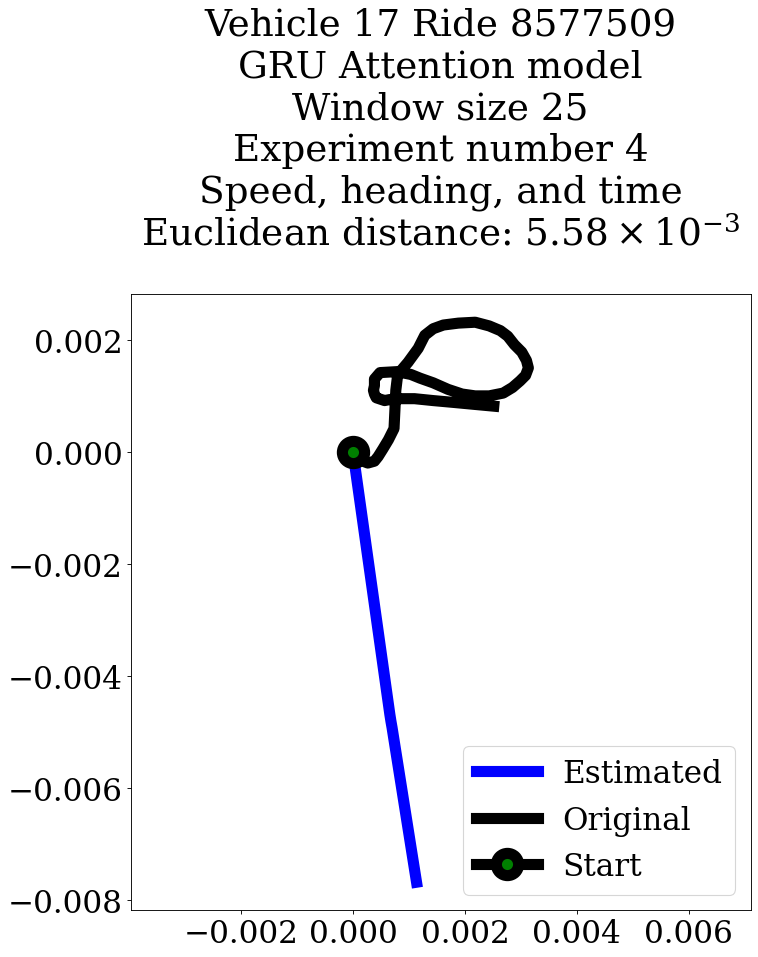 Vehicle 17 Ride 8577509
GRU Attention model
Window size 25
Experiment number 4
Speed, heading, and time
Euclidean distance: 5.58 × 10⁻³
0.002
0.000
−0.002
−0.004
−0.006
−0.008
−0.002 0.000 0.002 0.004 0.006
Estimated
Original
Start